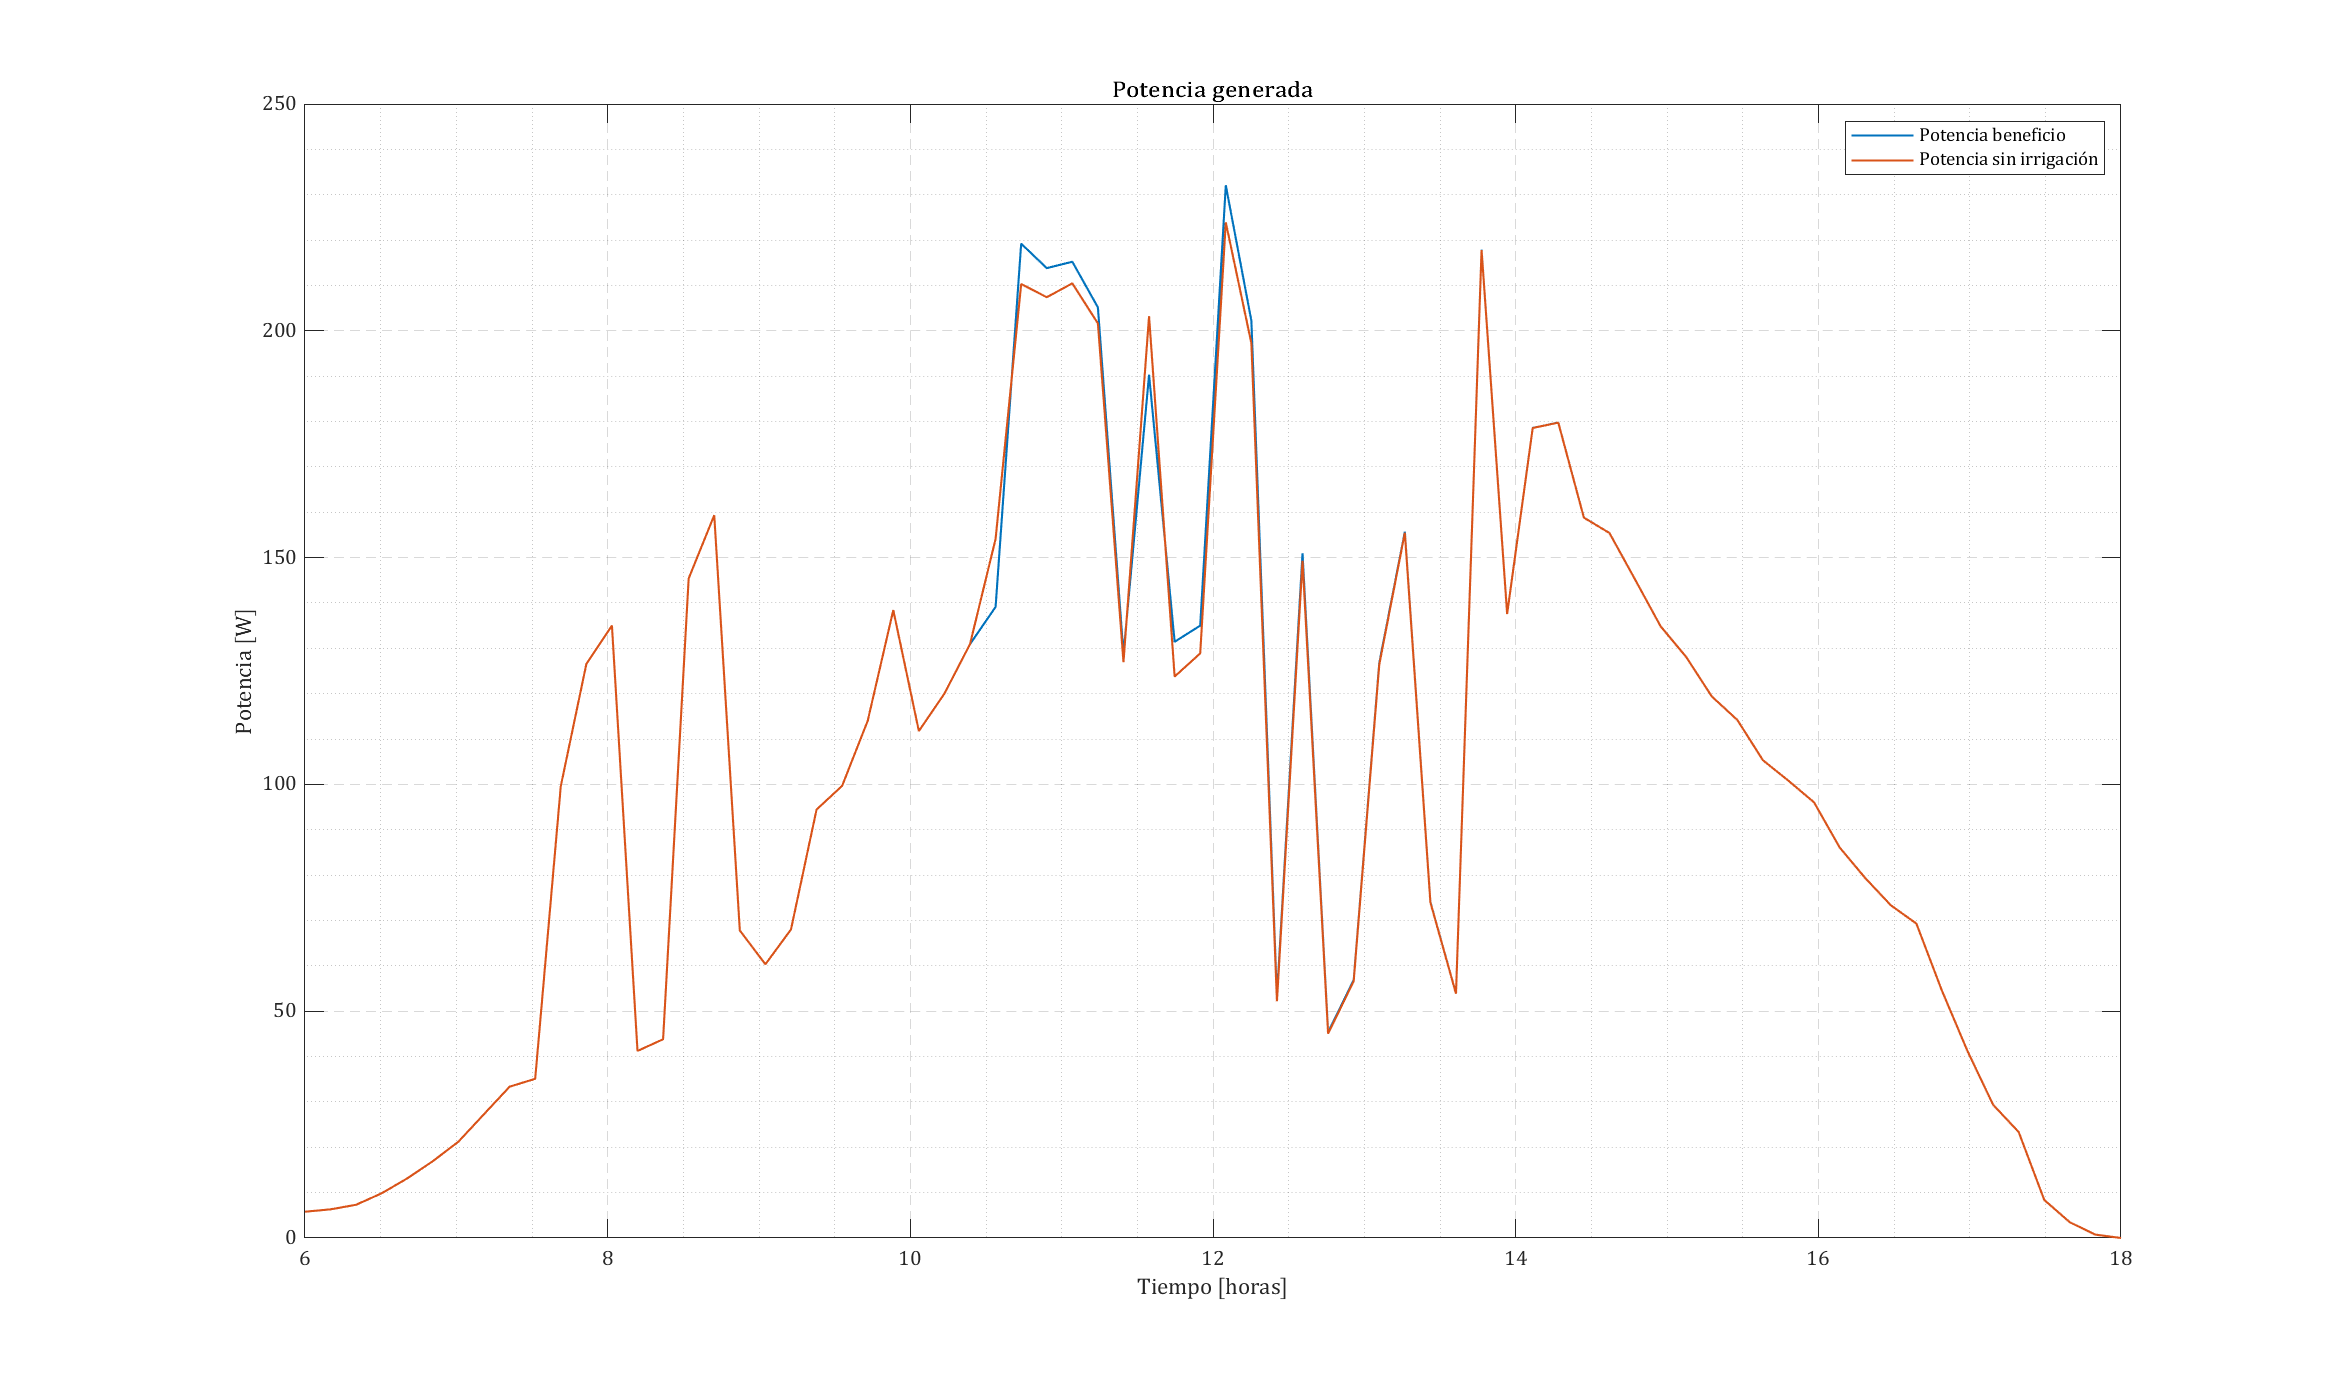 Potencia generada
250
200
150
100
50
0
Potencia [W]
Potencia beneficio
Potencia sin irrigación
6 8 10 12 14 16 18
Tiempo [horas]